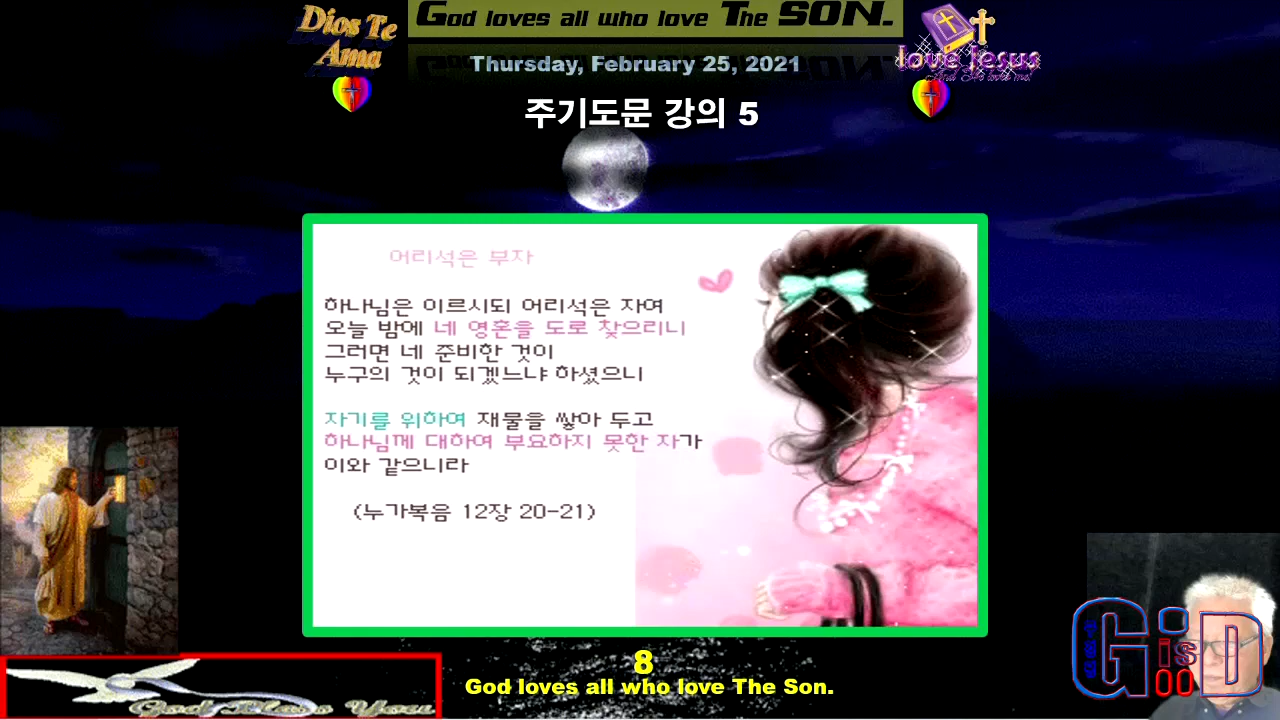 Dios Te
Ama
God loves all who love The SON.
love Jesus
And He loves me!
Thursday, February 25, 2021
주기도문 강의 5
어리석은 부자
하나님은 이르시되 어리석은 자여
오늘 밤에 네 영혼을 도로 찾으리니
그러면 네 준비한 것이
누구의 것이 되겠느냐 하셨으니
자기를 위하여 재물을 쌓아 두고
하나님께 대하여 부요하지 못한 자가
이와 같으니라
(누가복음 12장 20-21)
8
God loves all who love The Son.
God Bless You
G is D